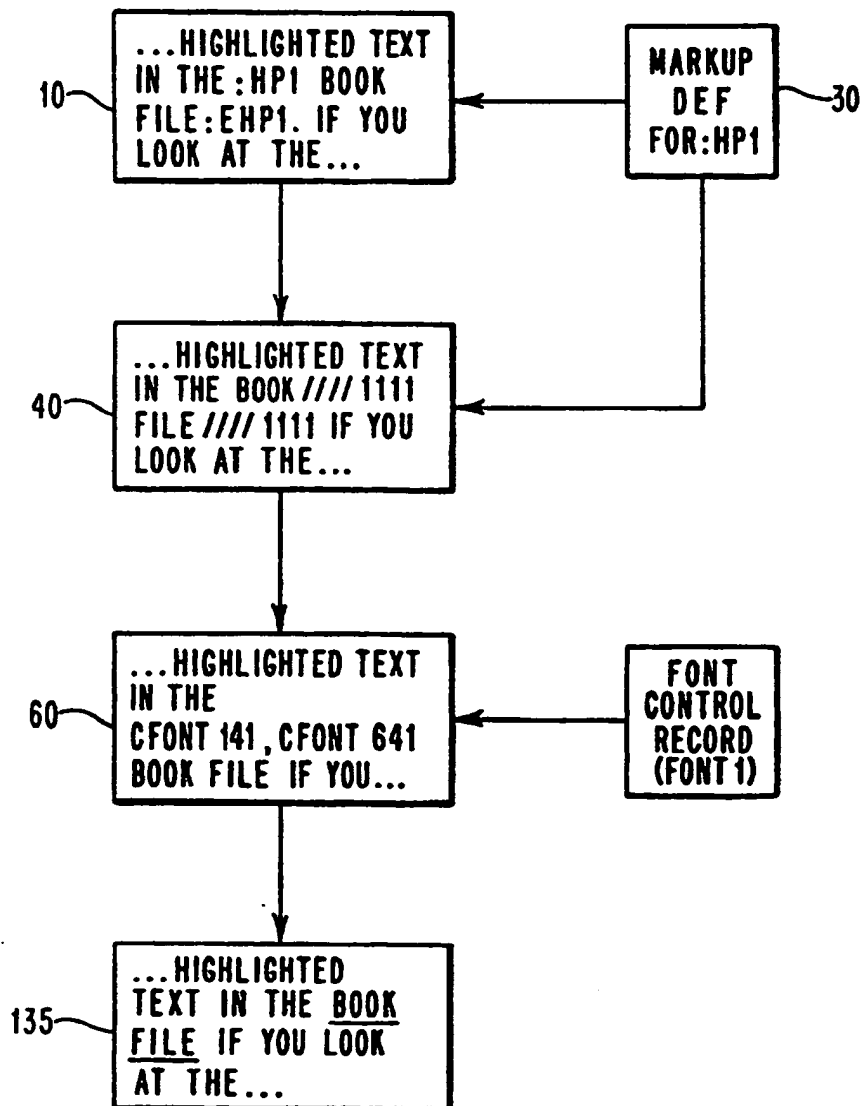 ...HIGHLIGHTED TEXT
IN THE :HP1 BOOK
FILE:EHP1. IF YOU
LOOK AT THE...
10
MARKUP
DEF
FOR:HP1
30
...HIGHLIGHTED TEXT
IN THE BOOK //// 1111
FILE //// 1111 IF YOU
LOOK AT THE...
40
...HIGHLIGHTED TEXT
IN THE
CFONT 141, CFONT 641
BOOK FILE IF YOU...
60
FONT
CONTROL
RECORD
(FONT 1)
...HIGHLIGHTED
TEXT IN THE BOOK
FILE IF YOU LOOK
AT THE...
135